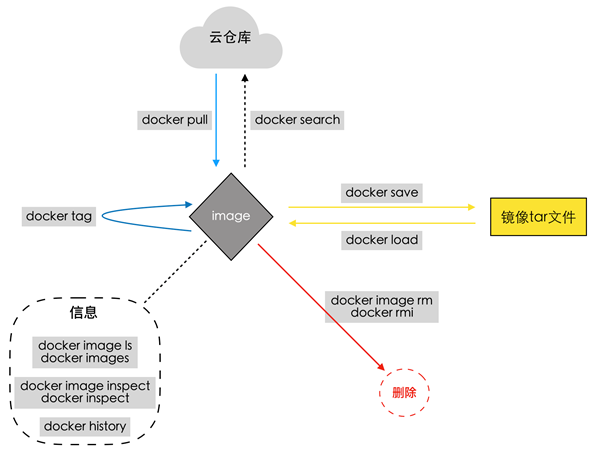 云仓库
docker pull
docker search
docker tag
image
docker save
docker load
镜像tar文件
docker image rm
docker rmi
删除
信息
docker image ls
docker images
docker image inspect
docker inspect
docker history